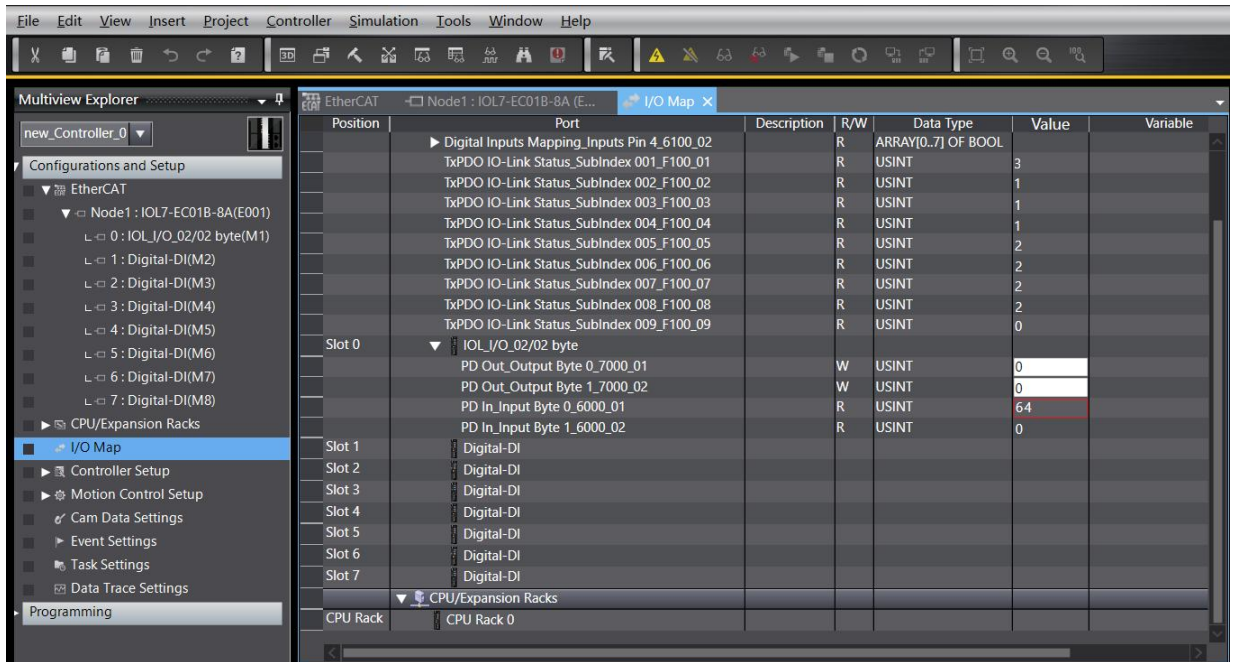 File Edit View Insert Project Controller Simulation Tools Window Help
3D
100%
Multiview Explorer
new_Controller_0
Configurations and Setup
EtherCAT
Node1 : IOL7-EC01B-8A(E001)
0 : IOL_I/O_02/02 byte(M1)
1 : Digital-DI(M2)
2 : Digital-DI(M3)
3 : Digital-DI(M4)
4 : Digital-DI(M5)
5 : Digital-DI(M6)
6 : Digital-DI(M7)
7 : Digital-DI(M8)
CPU/Expansion Racks
I/O Map
Controller Setup
Motion Control Setup
Cam Data Settings
Event Settings
Task Settings
Data Trace Settings
Programming
EtherCAT Node1 : IOL7-EC01B-8A (E... I/O Map
Position Port Description R/W Data Type Value Variable
Digital Inputs Mapping_Inputs Pin 4_6100_02 R ARRAY[0..7] OF BOOL
TxPDO IO-Link Status_SubIndex 001_F100_01 R USINT 3
TxPDO IO-Link Status_SubIndex 002_F100_02 R USINT 1
TxPDO IO-Link Status_SubIndex 003_F100_03 R USINT 1
TxPDO IO-Link Status_SubIndex 004_F100_04 R USINT 1
TxPDO IO-Link Status_SubIndex 005_F100_05 R USINT 2
TxPDO IO-Link Status_SubIndex 006_F100_06 R USINT 2
TxPDO IO-Link Status_SubIndex 007_F100_07 R USINT 2
TxPDO IO-Link Status_SubIndex 008_F100_08 R USINT 2
TxPDO IO-Link Status_SubIndex 009_F100_09 R USINT 0
Slot 0 IOL_I/O_02/02 byte
PD Out_Output Byte 0_7000_01 W USINT 0
PD Out_Output Byte 1_7000_02 W USINT 0
PD In_Input Byte 0_6000_01 R USINT 64
PD In_Input Byte 1_6000_02 R USINT 0
Slot 1 Digital-DI
Slot 2 Digital-DI
Slot 3 Digital-DI
Slot 4 Digital-DI
Slot 5 Digital-DI
Slot 6 Digital-DI
Slot 7 Digital-DI
CPU/Expansion Racks
CPU Rack CPU Rack 0